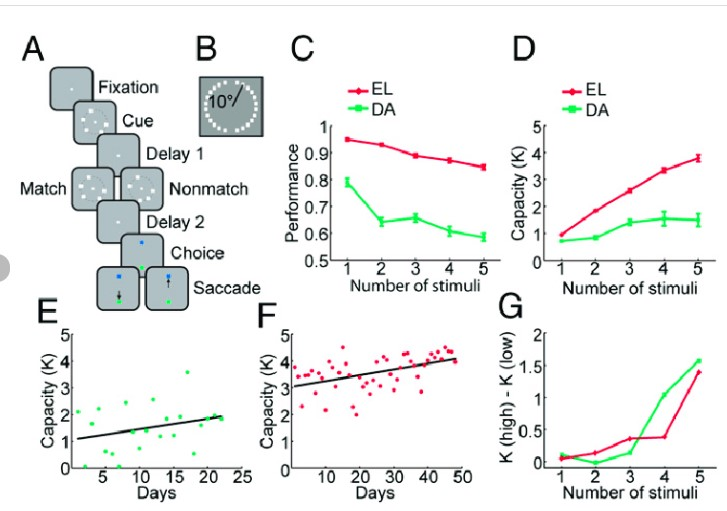 A
Fixation
Cue
Delay 1
Match
Nonmatch
Delay 2
Choice
Saccade
B
10°
C
EL
DA
1
0.9
0.8
0.7
0.6
0.5
Performance
1 2 3 4 5
Number of stimuli
D
EL
DA
5
4
3
2
1
0
Capacity (K)
1 2 3 4 5
Number of stimuli
E
5
4
3
2
1
0
Capacity (K)
5 10 15 20 25
Days
F
5
4
3
2
1
0
Capacity (K)
10 20 30 40 50
Days
G
2
1.5
1
0.5
0
K (high) - K (low)
1 2 3 4 5
Number of stimuli